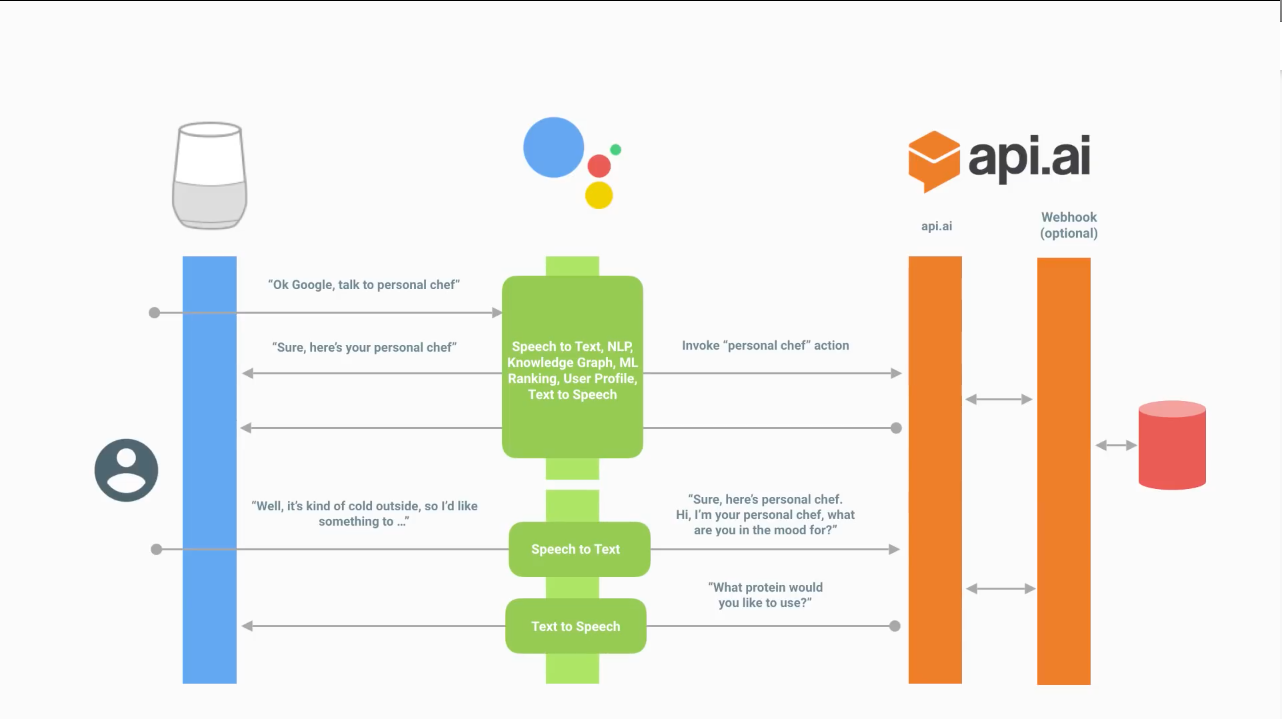 api.ai
api.ai
Webhook
(optional)
“Ok Google, talk to personal chef”
“Sure, here’s your personal chef”
Speech to Text, NLP,
Knowledge Graph, ML
Ranking, User Profile,
Text to Speech
Invoke “personal chef” action
“Well, it’s kind of cold outside, so I’d like
something to …”
“Sure, here’s personal chef.
Hi, I’m your personal chef, what
are you in the mood for?”
Speech to Text
“What protein would
you like to use?”
Text to Speech